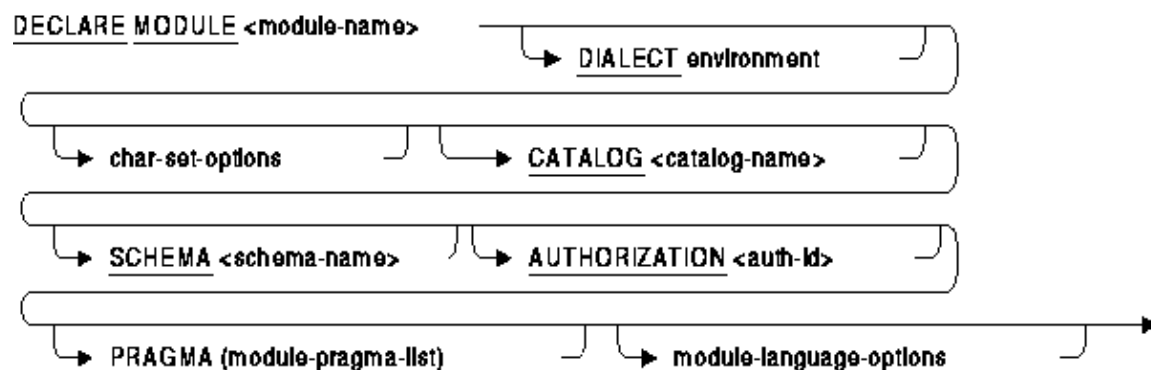 DECLARE MODULE <module-name>
DIALECT environment
char-set-options CATALOG <catalog-name>
SCHEMA <schema-name> AUTHORIZATION <auth-id>
PRAGMA (module-pragma-list) module-language-options